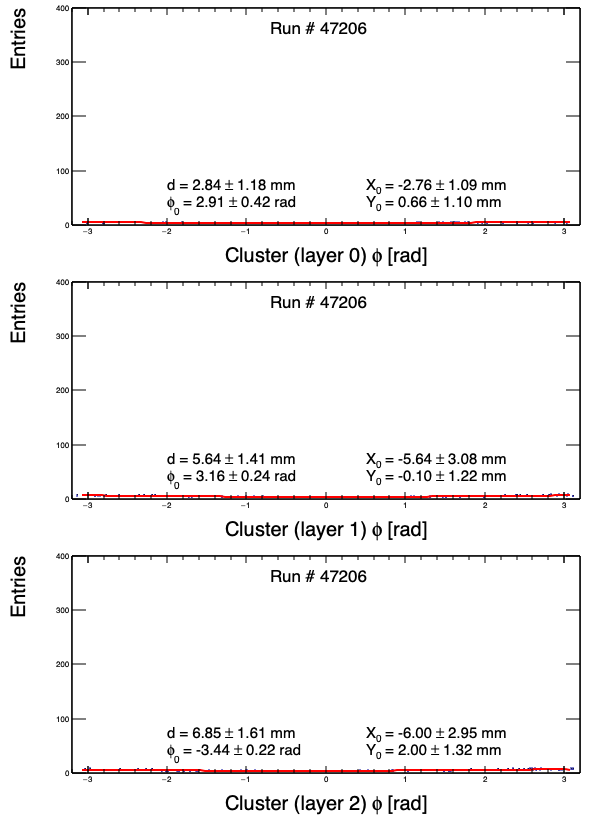 400
Run # 47206
Entries
300
200
100
d = 2.84 ± 1.18 mm
X0 = -2.76 ± 1.09 mm
ϕ0 = 2.91 ± 0.42 rad
Y0 = 0.66 ± 1.10 mm
0
−3 −2 −1 0 1 2 3
Cluster (layer 0) ϕ [rad]
400
Run # 47206
Entries
300
200
100
d = 5.64 ± 1.41 mm
X0 = -5.64 ± 3.08 mm
ϕ0 = 3.16 ± 0.24 rad
Y0 = -0.10 ± 1.22 mm
0
−3 −2 −1 0 1 2 3
Cluster (layer 1) ϕ [rad]
400
Run # 47206
Entries
300
200
100
d = 6.85 ± 1.61 mm
X0 = -6.00 ± 2.95 mm
ϕ0 = -3.44 ± 0.22 rad
Y0 = 2.00 ± 1.32 mm
0
−3 −2 −1 0 1 2 3
Cluster (layer 2) ϕ [rad]